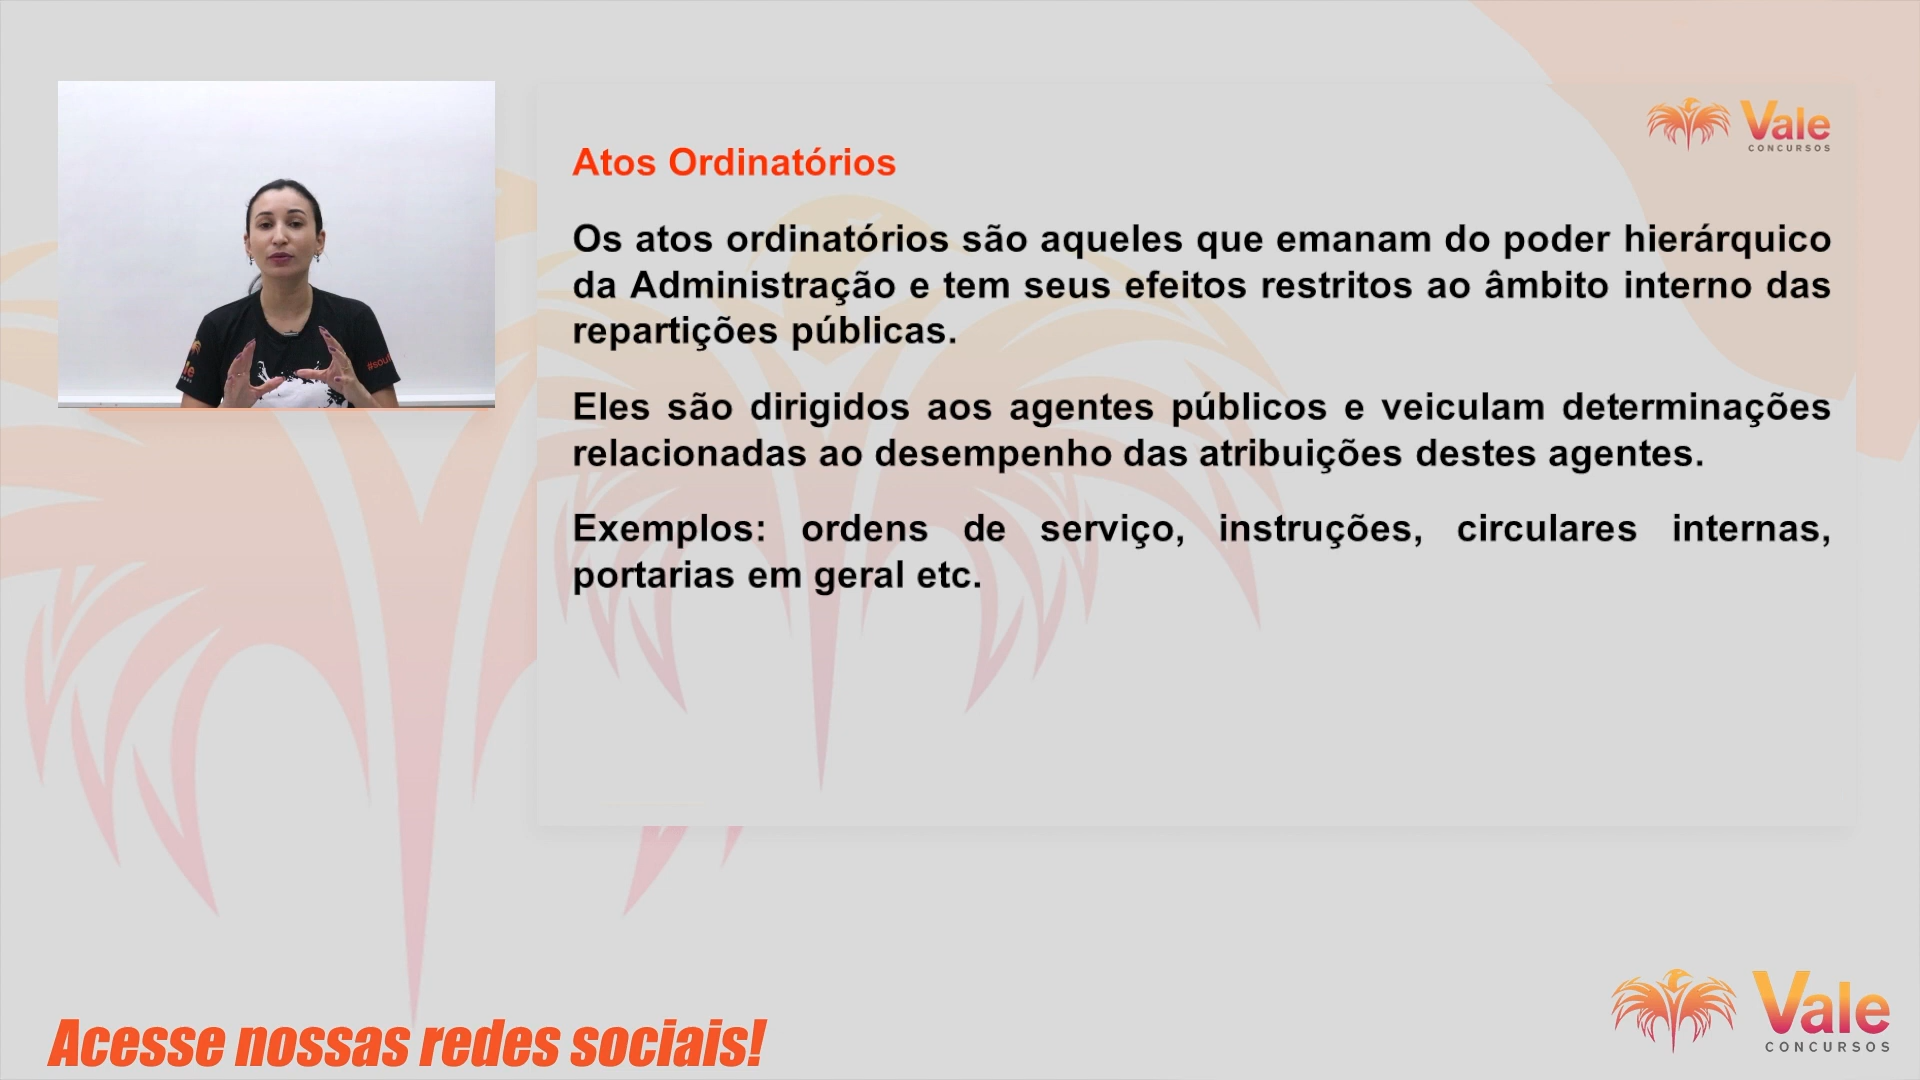 Vale
CONCURSOS
Atos Ordinatórios
Os atos ordinatórios são aqueles que emanam do poder hierárquico
da Administração e tem seus efeitos restritos ao âmbito interno das
repartições públicas.
Eles são dirigidos aos agentes públicos e veiculam determinações
relacionadas ao desempenho das atribuições destes agentes.
Exemplos: ordens de serviço, instruções, circulares internas,
portarias em geral etc.
Acesse nossas redes sociais!
Vale
CONCURSOS